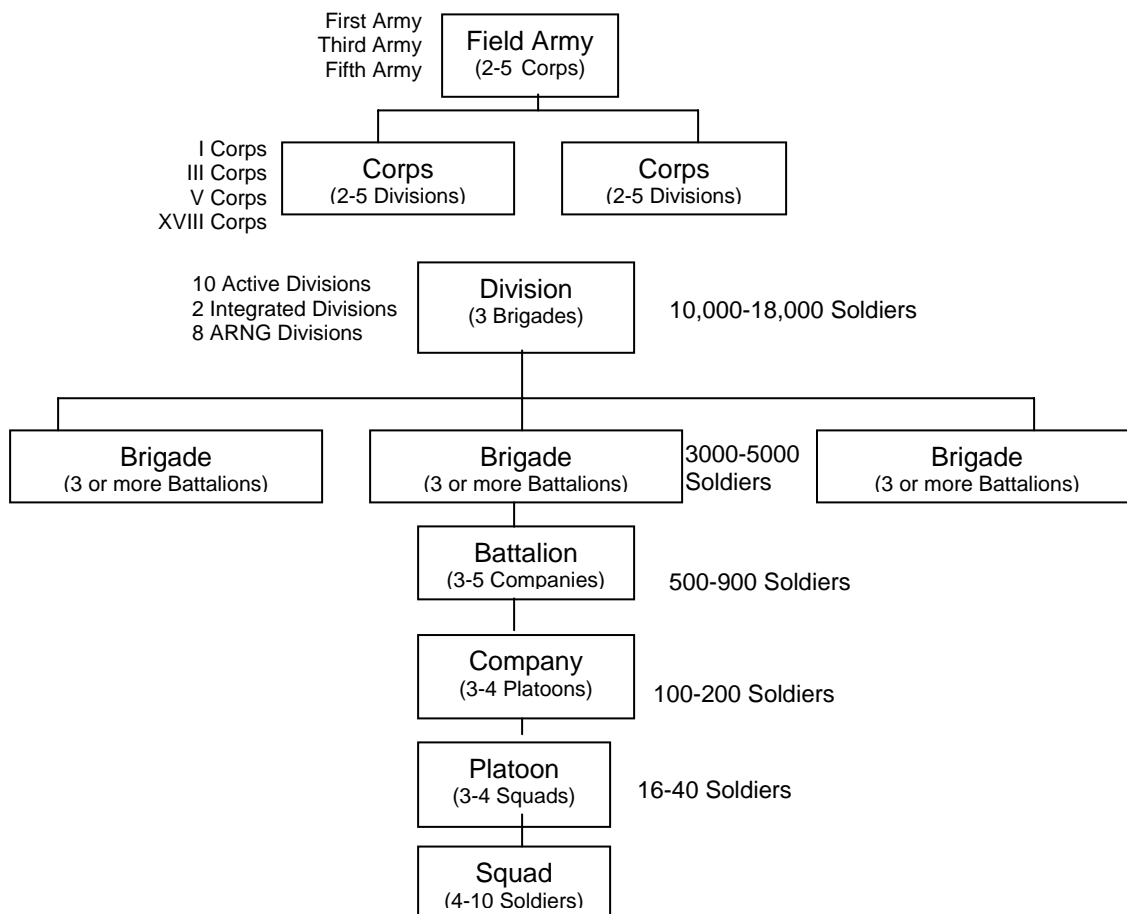 First Army
Third Army
Fifth Army
Field Army
(2-5 Corps)
I Corps
III Corps
V Corps
XVIII Corps
Corps
(2-5 Divisions)
Corps
(2-5 Divisions)
10 Active Divisions
2 Integrated Divisions
8 ARNG Divisions
Division
(3 Brigades)
10,000-18,000 Soldiers
Brigade
(3 or more Battalions)
Brigade
(3 or more Battalions)
3000-5000
Soldiers
Brigade
(3 or more Battalions)
Battalion
(3-5 Companies)
500-900 Soldiers
Company
(3-4 Platoons)
100-200 Soldiers
Platoon
(3-4 Squads)
16-40 Soldiers
Squad
(4-10 Soldiers)